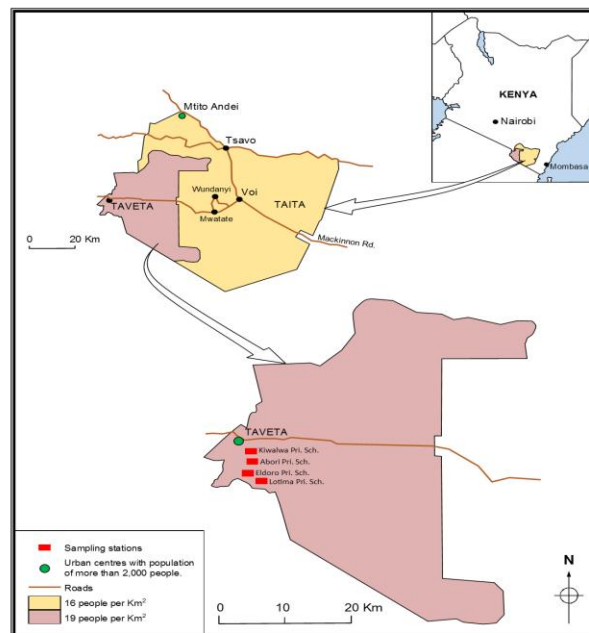 KENYA
Nairobi
Mombasa
Mtito Andei
Tsavo
Wundanyi
Voi
TAITA
TAVETA
Mwatate
Mackinnon Rd.
0 20 Km
TAVETA
Kiwalwa Pri. Sch.
Abori Pri. Sch.
Eldoro Pri. Sch.
Lotima Pri. Sch.
Sampling stations
Urban centres with population
of more than 2,000 people.
Roads
16 people per Km²
19 people per Km²
0 10 20 Km
N